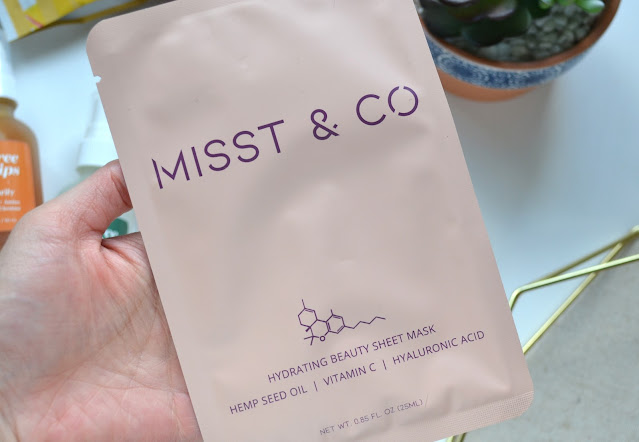 MISST & CO
HYDRATING BEAUTY SHEET MASK
HEMP SEED OIL | VITAMIN C | HYALURONIC ACID
NET WT. 0.85 FL. OZ (25ML)